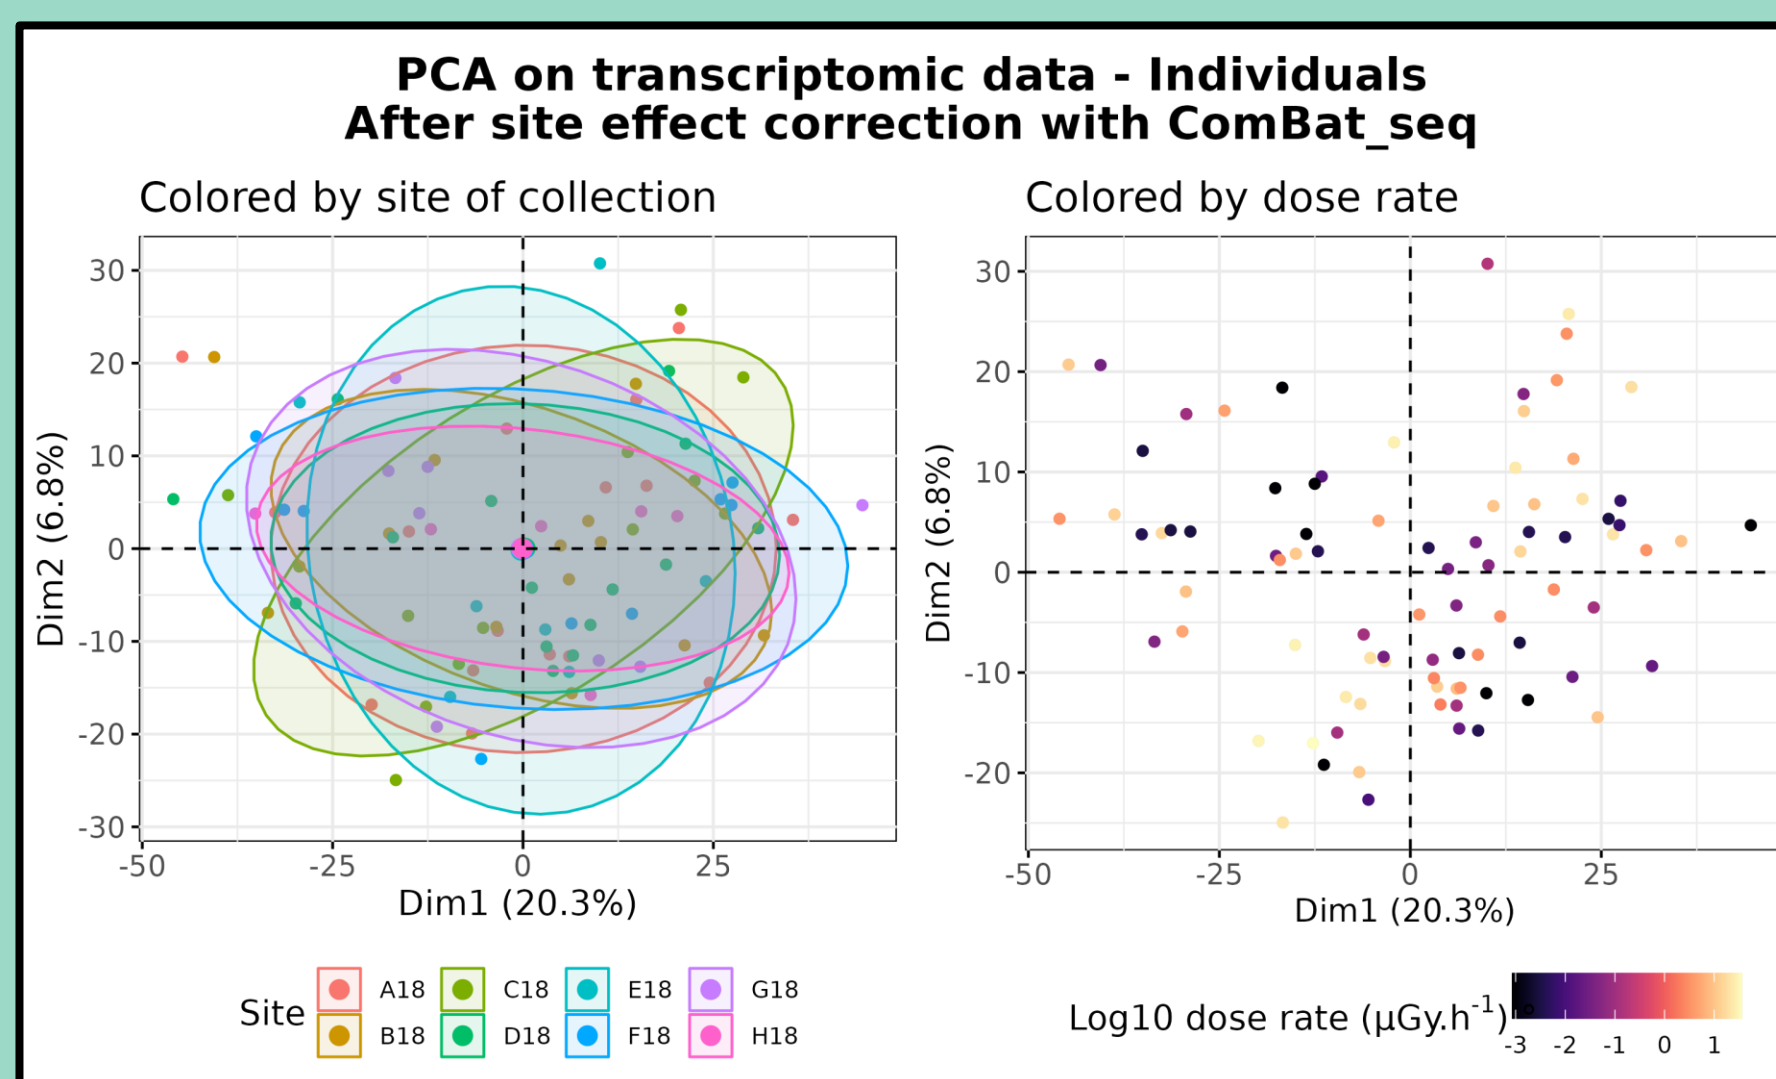 PCA on transcriptomic data - Individuals
After site effect correction with ComBat_seq
Colored by site of collection
30
20
10
0
-10
-20
-30
Dim2 (6.8%)
-50
-25
0
25
Dim1 (20.3%)
Site
A18
C18
E18
G18
B18
D18
F18
H18
Colored by dose rate
30
20
10
0
-10
-20
Dim2 (6.8%)
-50
-25
0
25
Dim1 (20.3%)
Log10 dose rate (µGy.h⁻¹)
-3
-2
-1
0
1